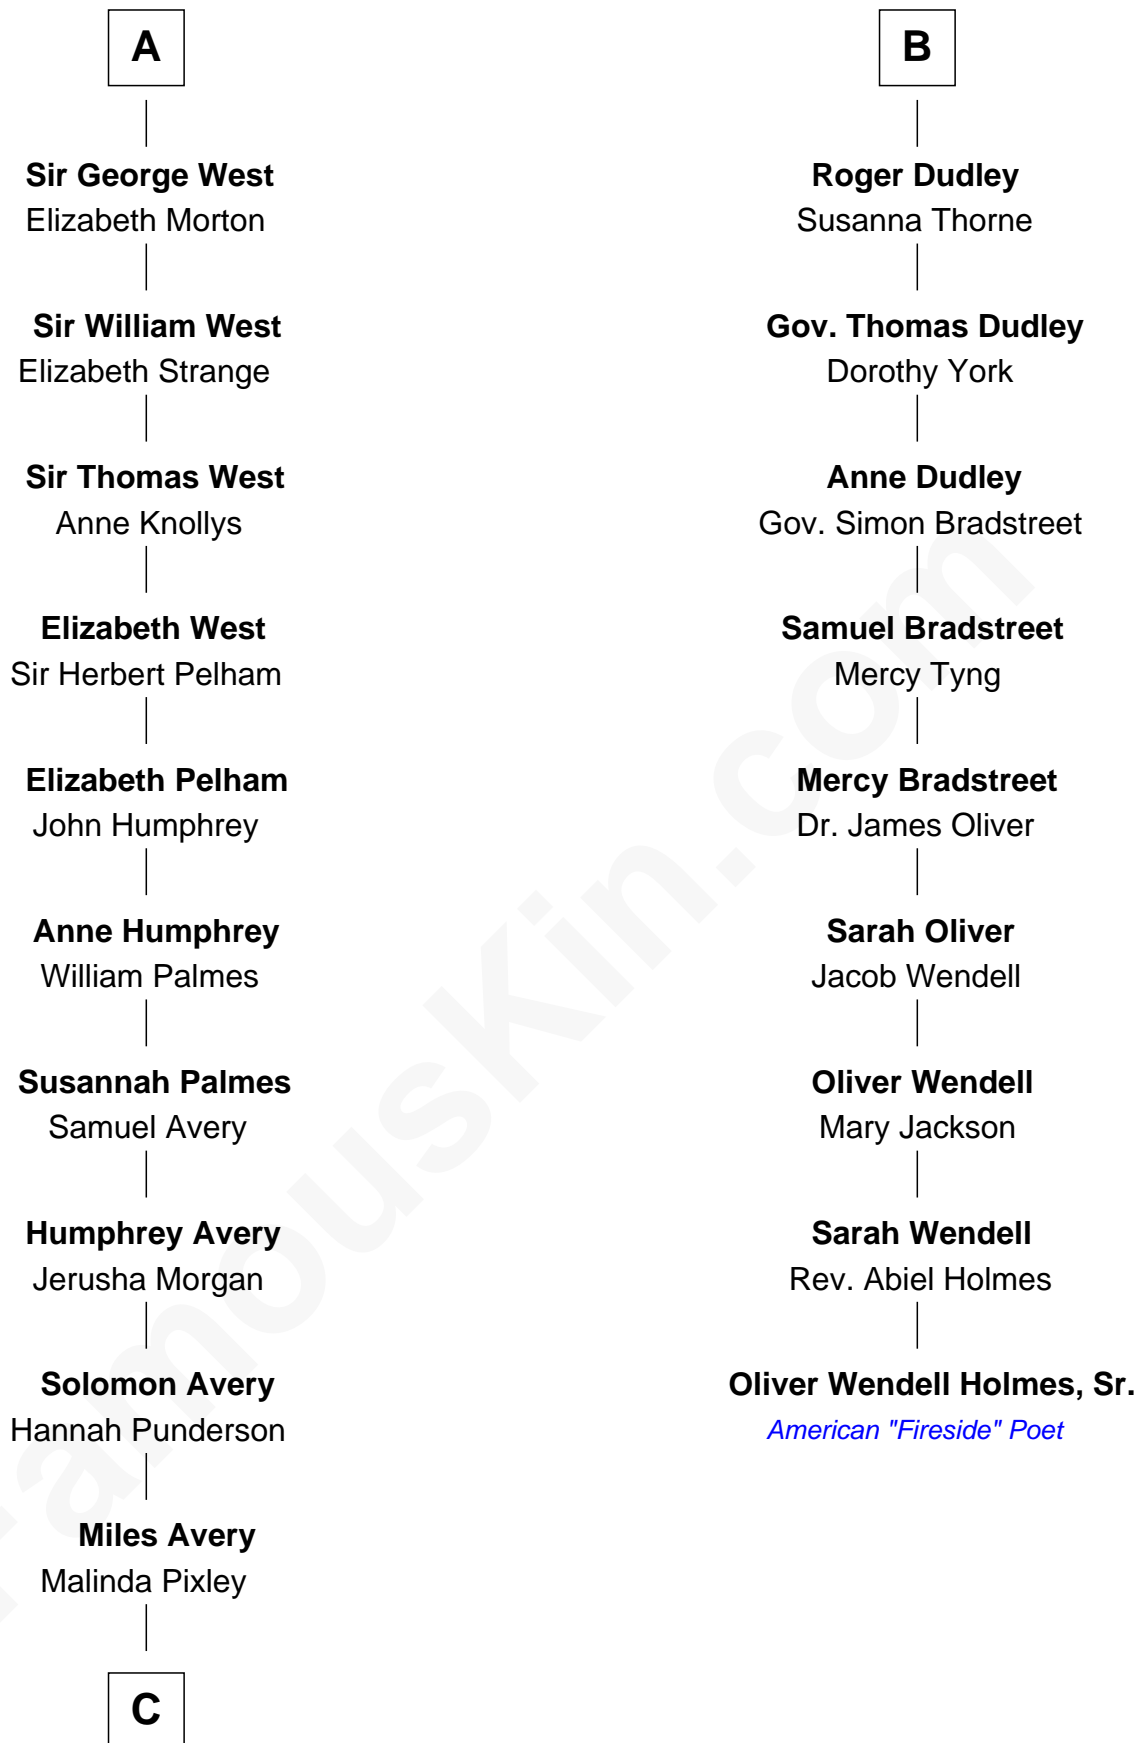 A
Sir George West
Elizabeth Morton
Sir William West
Elizabeth Strange
Sir Thomas West
Anne Knollys
Elizabeth West
Sir Herbert Pelham
Elizabeth Pelham
John Humphrey
Anne Humphrey
William Palmes
Susannah Palmes
Samuel Avery
Humphrey Avery
Jerusha Morgan
Solomon Avery
Hannah Punderson
Miles Avery
Malinda Pixley
C
B
Roger Dudley
Susanna Thorne
Gov. Thomas Dudley
Dorothy York
Anne Dudley
Gov. Simon Bradstreet
Samuel Bradstreet
Mercy Tyng
Mercy Bradstreet
Dr. James Oliver
Sarah Oliver
Jacob Wendell
Oliver Wendell
Mary Jackson
Sarah Wendell
Rev. Abiel Holmes
Oliver Wendell Holmes, Sr.
American "Fireside" Poet
FamousKin.com